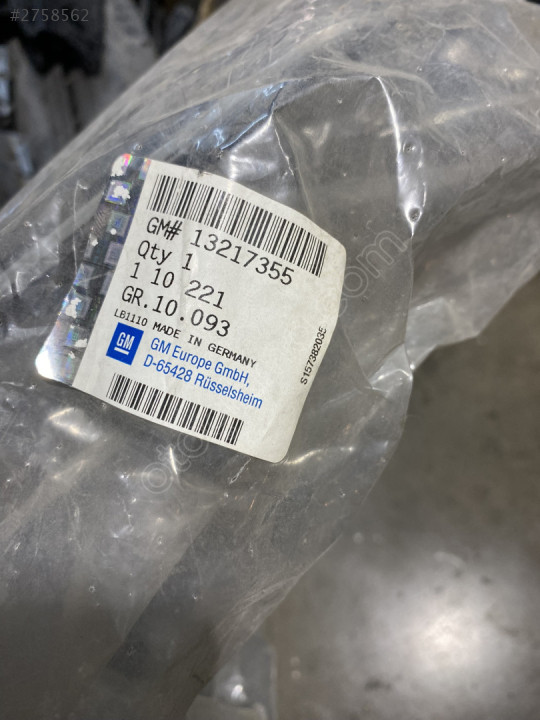 #2758562
GM# 13217355
Qty 1
1 10 221
GR.10.093
LB1110 MADE IN GERMANY
GM
GM Europe GmbH,
D-65428 Rüsselsheim
S157382035